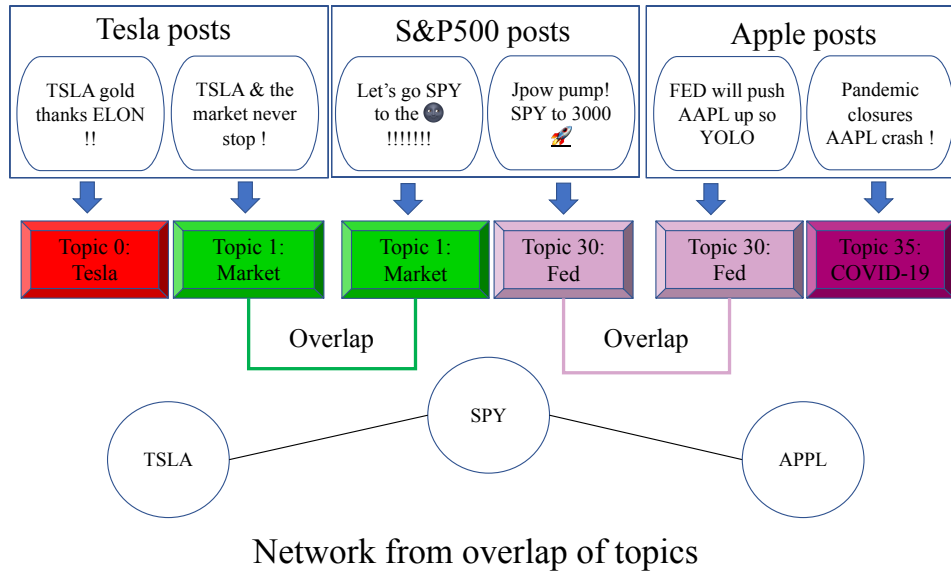 Tesla posts
S&P500 posts
Apple posts
TSLA gold
thanks ELON
!!
TSLA & the
market never
stop !
Let's go SPY
to the 🌚
!!!!!!!
Jpow pump!
SPY to 3000
🚀
FED will push
AAPL up so
YOLO
Pandemic
closures
AAPL crash !
Topic 0:
Tesla
Topic 1:
Market
Topic 1:
Market
Topic 30:
Fed
Topic 30:
Fed
Topic 35:
COVID-19
Overlap
Overlap
TSLA
SPY
APPL
Network from overlap of topics